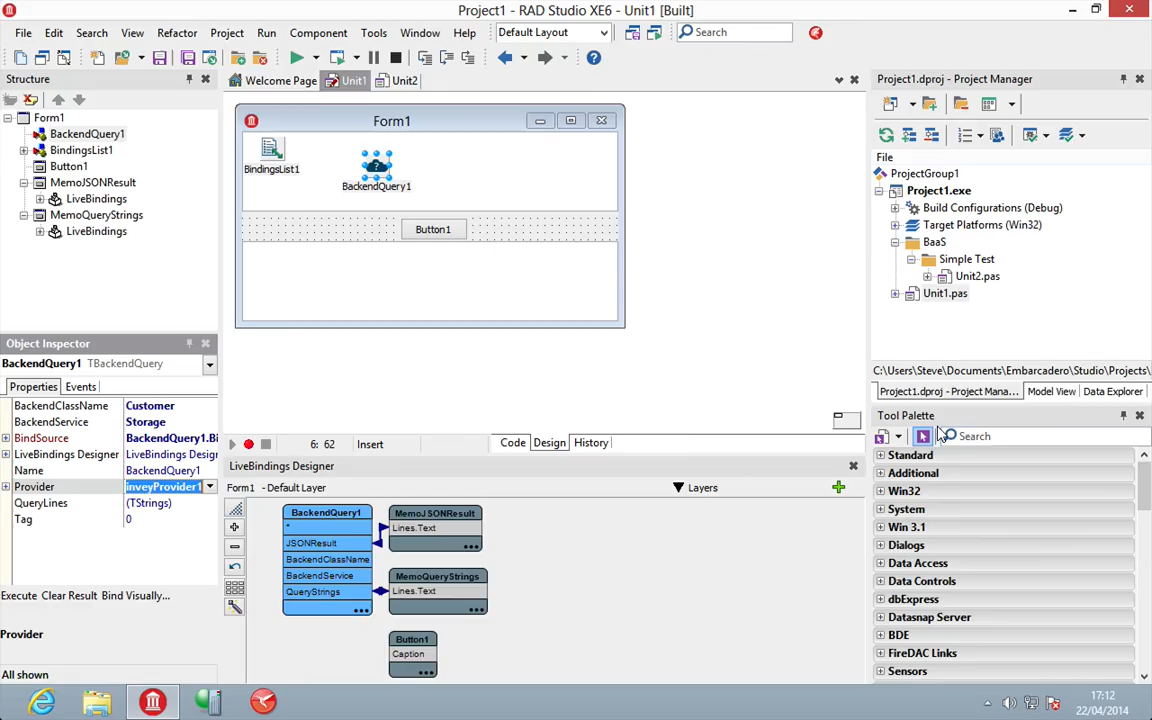 Project1 - RAD Studio XE6 - Unit1 [Built]
File Edit Search View Refactor Project Run Component Tools Window Help
Default Layout
Search
Welcome Page Unit1 Unit2
Structure
Form1
BackendQuery1
BindingsList1
Button1
MemoJSONResult
LiveBindings
MemoQueryStrings
LiveBindings
Form1
BindingsList1
BackendQuery1
Button1
6: 62 Insert
Code Design History
Object Inspector
BackendQuery1 TBackendQuery
Properties Events
BackendClassName Customer
BackendService Storage
BindSource BackendQuery1.Bi
LiveBindings Designer LiveBindings Desig
Name BackendQuery1
Provider inveyProvider1
QueryLines (TStrings)
Tag 0
Execute Clear Result Bind Visually...
Provider
All shown
LiveBindings Designer
Form1 - Default Layer
Layers
BackendQuery1
*
JSONResult
BackendClassName
BackendService
QueryStrings
MemoJSONResult
Lines.Text
MemoQueryStrings
Lines.Text
Button1
Caption
Project1.dproj - Project Manager
File
ProjectGroup1
Project1.exe
Build Configurations (Debug)
Target Platforms (Win32)
BaaS
Simple Test
Unit2.pas
Unit1.pas
C:\Users\Steve\Documents\Embarcadero\Studio\Projects\
Project1.dproj - Project Mana... Model View Data Explorer
Tool Palette
Search
Standard
Additional
Win32
System
Win 3.1
Dialogs
Data Access
Data Controls
dbExpress
Datasnap Server
BDE
FireDAC Links
Sensors
17:12
22/04/2014